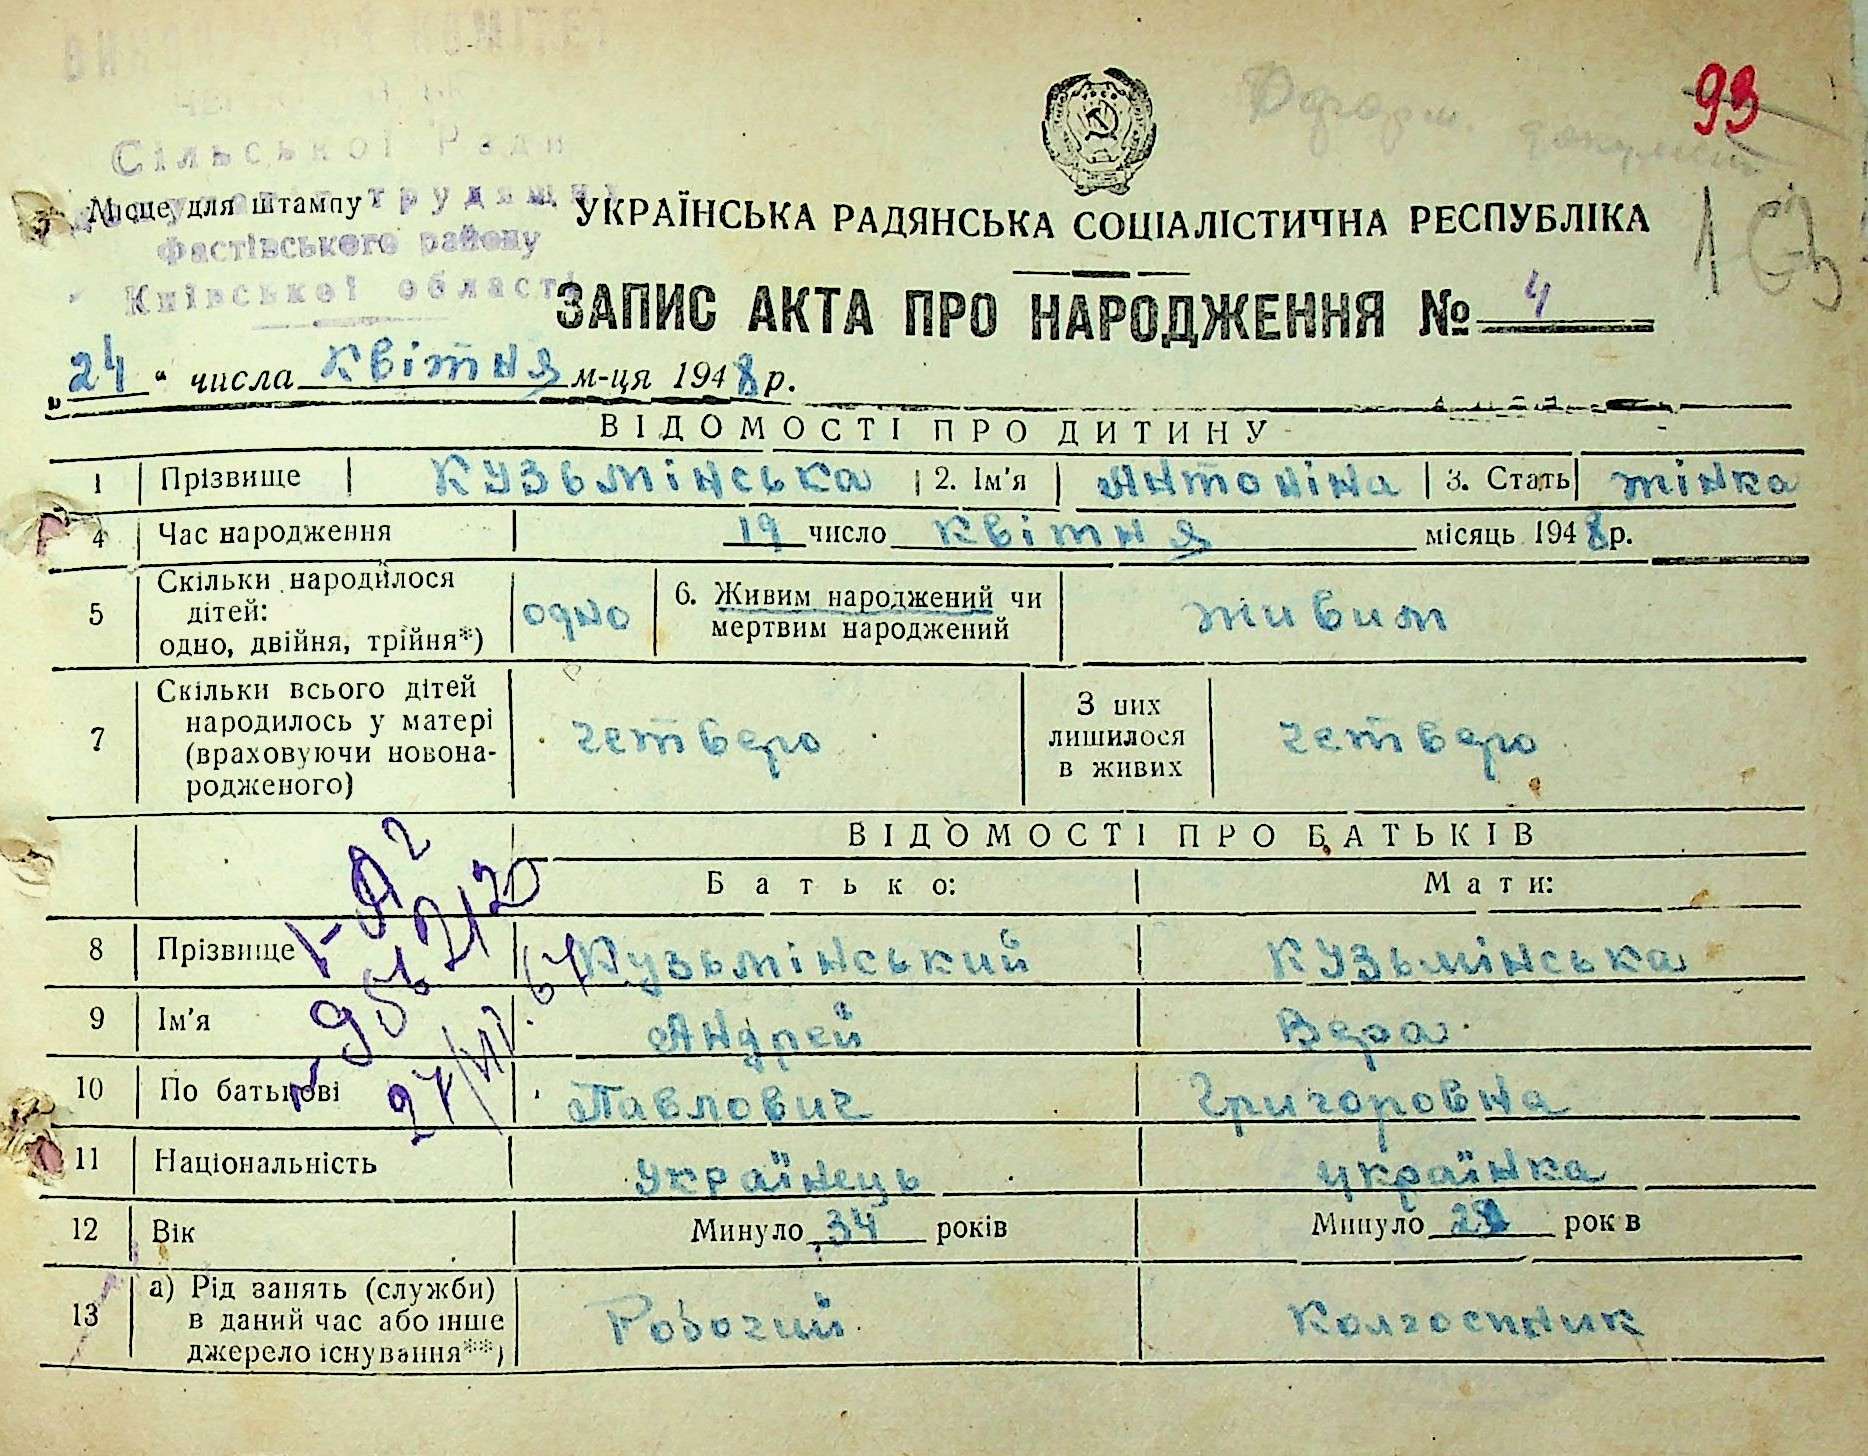 Сільської Ради
Місце для штампу трудящих
УКРАЇНСЬКА РАДЯНСЬКА СОЦІАЛІСТИЧНА РЕСПУБЛІКА
Фастівського району
Київської області
93
ЗАПИС АКТА ПРО НАРОДЖЕННЯ № 4
„24“ числа квітня м-ця 1948 р.
ВІДОМОСТІ ПРО ДИТИНУ
1 Прізвище Кузьмінська 2. Ім'я Антоніна 3. Стать жінка
4 Час народження 19 число квітня місяць 1948 р.
5 Скільки народилося дітей: одно, двійня, трійня*) одно 6. Живим народжений чи мертвим народжений живим
7 Скільки всього дітей народилось у матері (враховуючи новонародженого) четверо З них лишилося в живих четверо
ВІДОМОСТІ ПРО БАТЬКІВ
Батько: Мати:
8 Прізвище Кузьмінський Кузьмінська
9 Ім'я Андрей Вера
10 По батькові Павлович Григоровна
11 Національність українець українка
12 Вік Минуло 34 років Минуло рок в
13 а) Рід занять (служби) в даний час або інше джерело існування**) Робочий Колгоспник